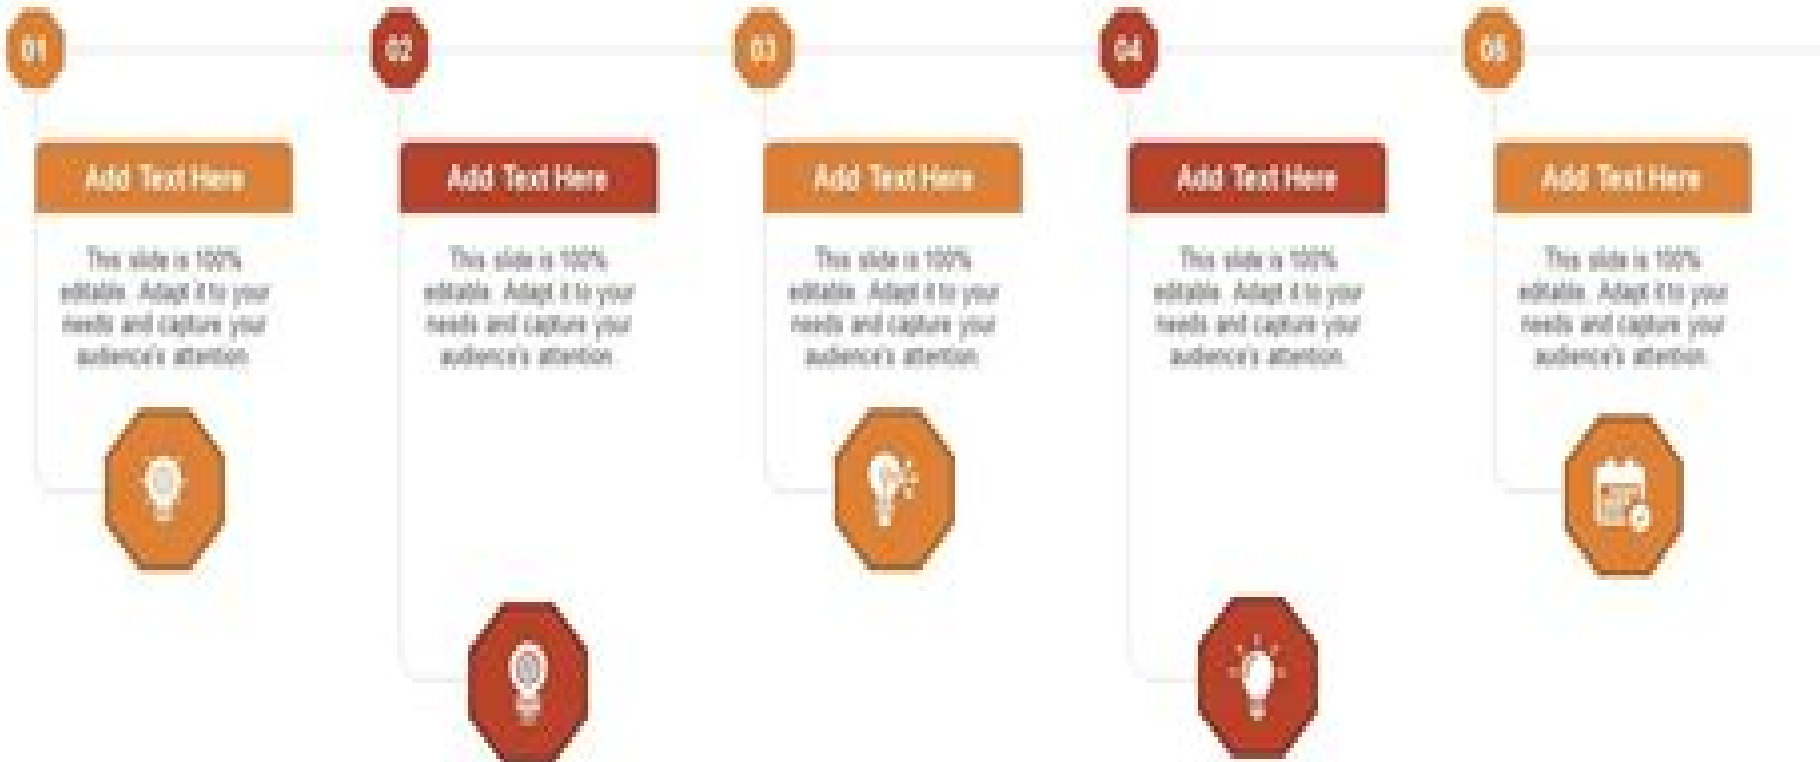 01
02
03
04
05
Add Text Here
This slide is 100%
editable. Adapt it to your
needs and capture your
audience's attention.
Add Text Here
This slide is 100%
editable. Adapt it to your
needs and capture your
audience's attention.
Add Text Here
This slide is 100%
editable. Adapt it to your
needs and capture your
audience's attention.
Add Text Here
This slide is 100%
editable. Adapt it to your
needs and capture your
audience's attention.
Add Text Here
This slide is 100%
editable. Adapt it to your
needs and capture your
audience's attention.